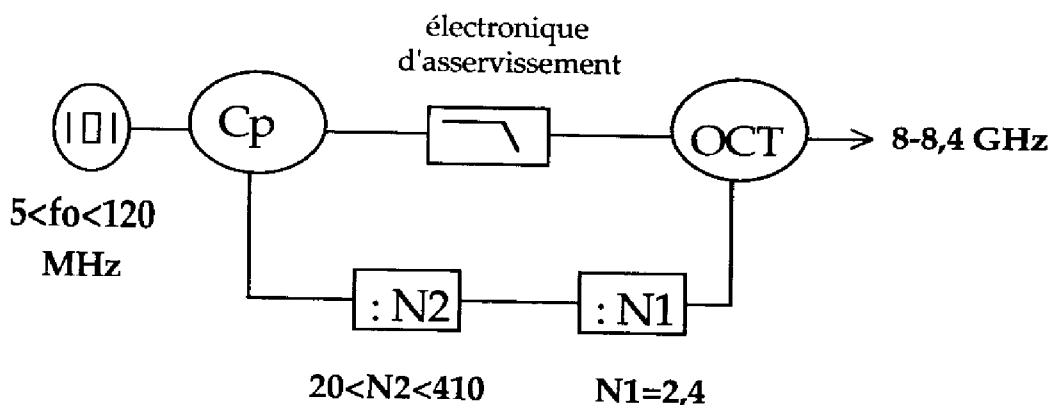 électronique
d'asservissement
Cp
OCT
8-8,4 GHz
5<fo<120
MHz
: N2
: N1
20<N2<410
N1=2,4